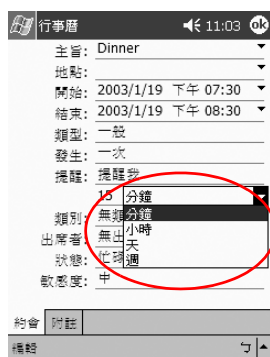 行事曆 11:03 ok
主旨: Dinner
地點:
開始: 2003/1/19 下午 07:30
結束: 2003/1/19 下午 08:30
類型: 一般
發生: 一次
提醒: 提醒我
15 分鐘
類別: 無類 分鐘
小時
出席者: 無出 天
狀態: 忙碌 週
敏感度: 中
約會 附註
編輯 ㄅ